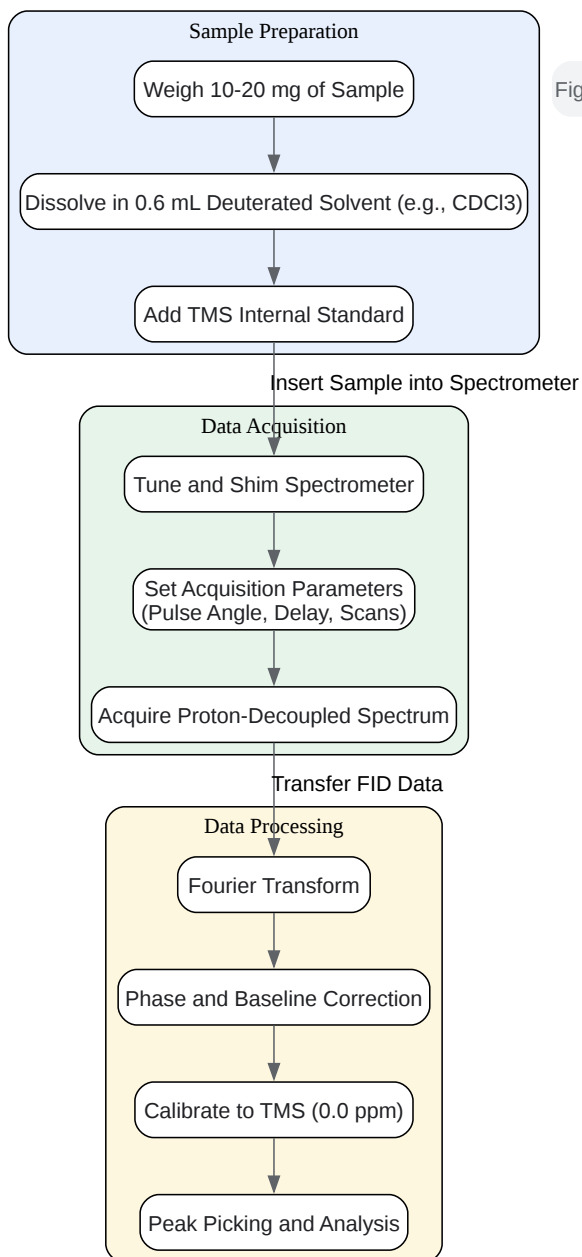 Sample Preparation
Weigh 10-20 mg of Sample
Fig
Dissolve in 0.6 mL Deuterated Solvent (e.g., CDCl3)
Add TMS Internal Standard
Insert Sample into Spectrometer
Data Acquisition
Tune and Shim Spectrometer
Set Acquisition Parameters
(Pulse Angle, Delay, Scans)
Acquire Proton-Decoupled Spectrum
Transfer FID Data
Data Processing
Fourier Transform
Phase and Baseline Correction
Calibrate to TMS (0.0 ppm)
Peak Picking and Analysis